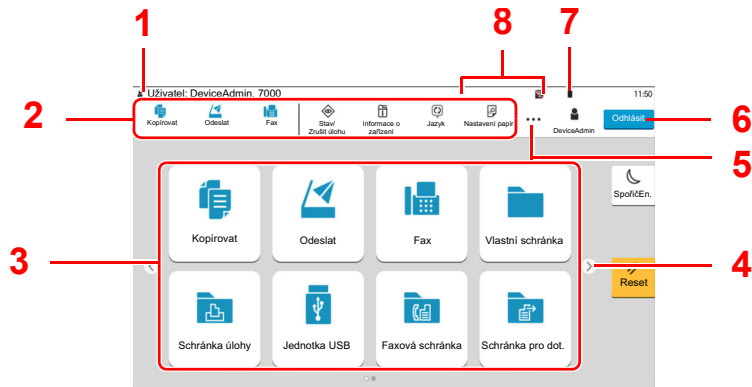 1
8
7
Uživatel: DeviceAdmin. 7000
11:50
2
Kopírovat
Odeslat
Fax
Stav/
Zrušit úlohu
Informace o
zařízení
Jazyk
Nastavení papír
DeviceAdmin
Odhlásit
6
5
SpořičEn.
Kopírovat
Odeslat
Fax
Vlastní schránka
3
4
Reset
Schránka úlohy
Jednotka USB
Faxová schránka
Schránka pro dot.